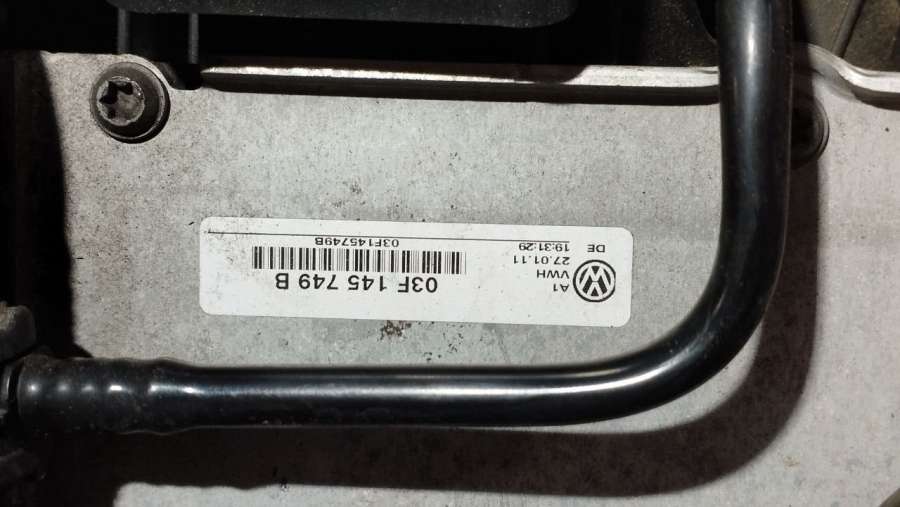 A1
VWH
27.01.11
19:31:29
DE
03F 145 749 B
03F145749B